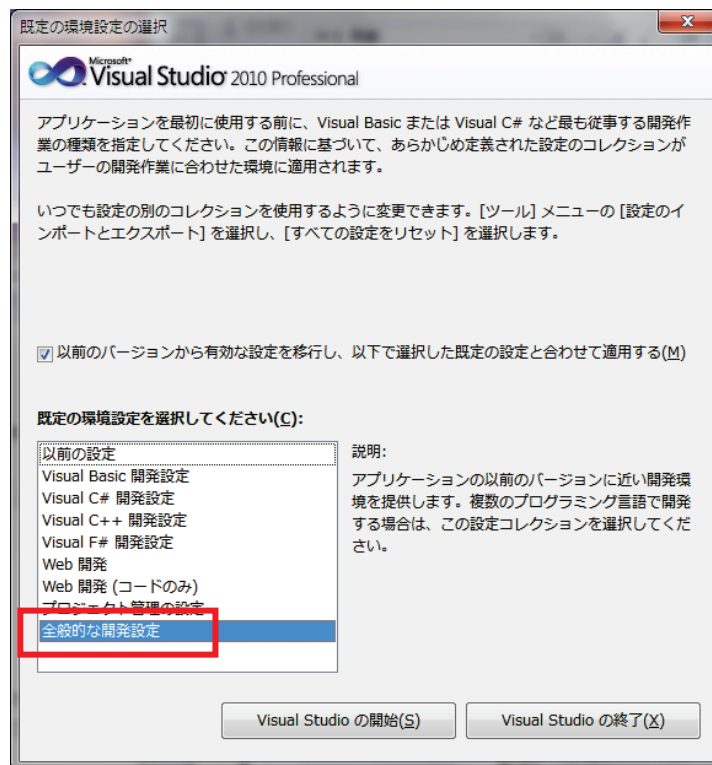 既定の環境設定の選択
Microsoft®
Visual Studio® 2010 Professional
アプリケーションを最初に使用する前に、Visual Basic または Visual C# など最も従事する開発作
業の種類を指定してください。この情報に基づいて、あらかじめ定義された設定のコレクションが
ユーザーの開発作業に合わせた環境に適用されます。
いつでも設定の別のコレクションを使用するように変更できます。[ツール] メニューの [設定のイ
ンポートとエクスポート] を選択し、[すべての設定をリセット] を選択します。
以前のバージョンから有効な設定を移行し、以下で選択した既定の設定と合わせて適用する(M)
既定の環境設定を選択してください(C):
以前の設定
Visual Basic 開発設定
Visual C# 開発設定
Visual C++ 開発設定
Visual F# 開発設定
Web 開発
Web 開発 (コードのみ)
プロジェクト管理の設定
全般的な開発設定
説明:
アプリケーションの以前のバージョンに近い開発環
境を提供します。複数のプログラミング言語で開発
する場合は、この設定コレクションを選択してくだ
さい。
Visual Studio の開始(S)
Visual Studio の終了(X)